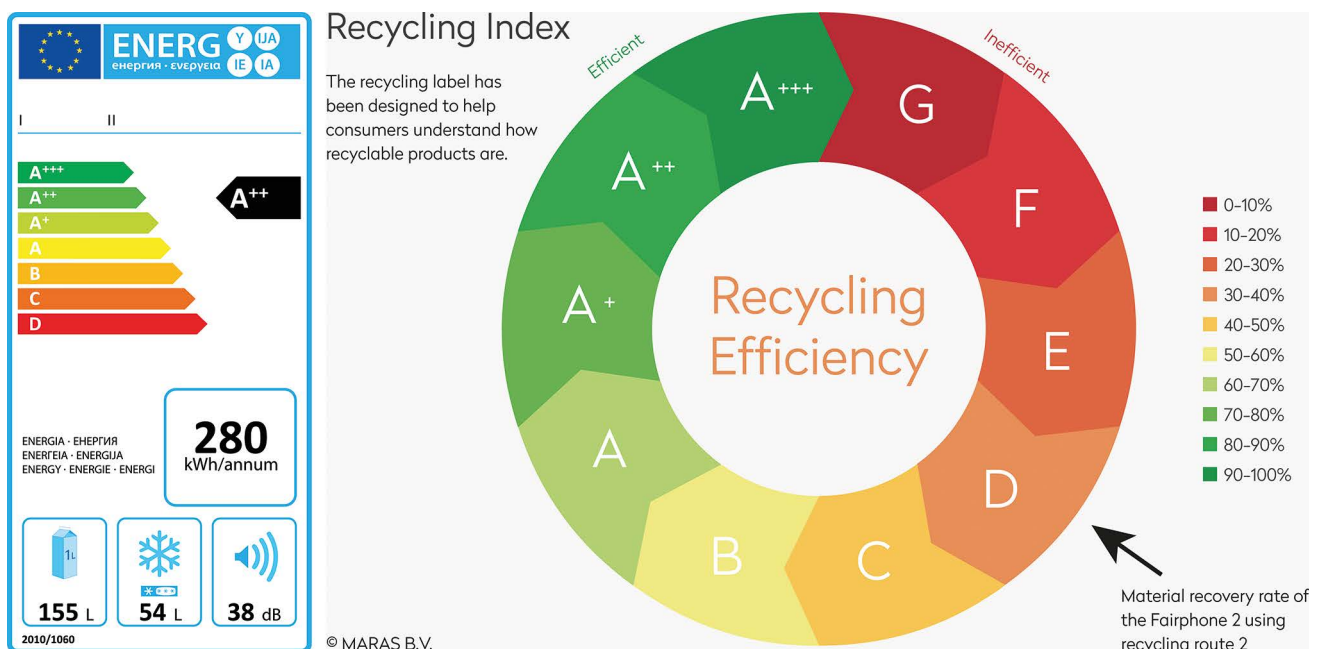 ENERG Y IJA
енергия · ενεργεια IE IA
I II
A+++
A++
A+
A
B
C
D
A++
ENERGIA · ЕНЕРГИЯ
ΕΝΕΡΓΕΙΑ · ENERGIJA
ENERGY · ENERGIE · ENERGI
280
kWh/annum
1L
155 L
54 L
38 dB
2010/1060
Recycling Index
The recycling label has
been designed to help
consumers understand how
recyclable products are.
Efficient
Inefficient
A+++
G
A++
F
A+
E
A
D
B
C
Recycling
Efficiency
0-10%
10-20%
20-30%
30-40%
40-50%
50-60%
60-70%
70-80%
80-90%
90-100%
Material recovery rate of
the Fairphone 2 using
recycling route 2
© MARAS B.V.